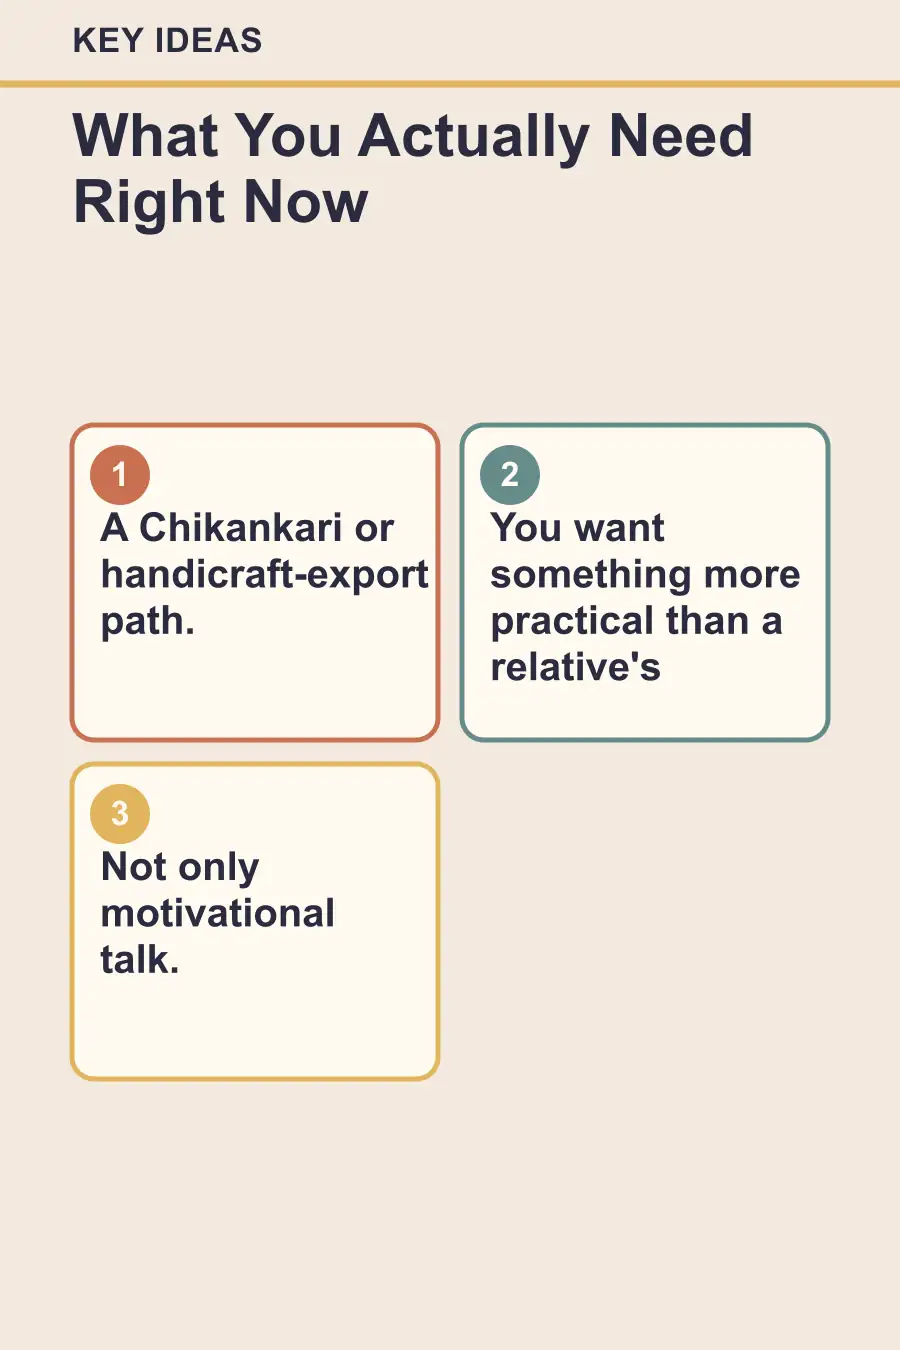 KEY IDEAS
What You Actually Need
Right Now
1
A Chikankari or
handicraft-export
path.
2
You want
something more
practical than a
relative's
3
Not only
motivational
talk.